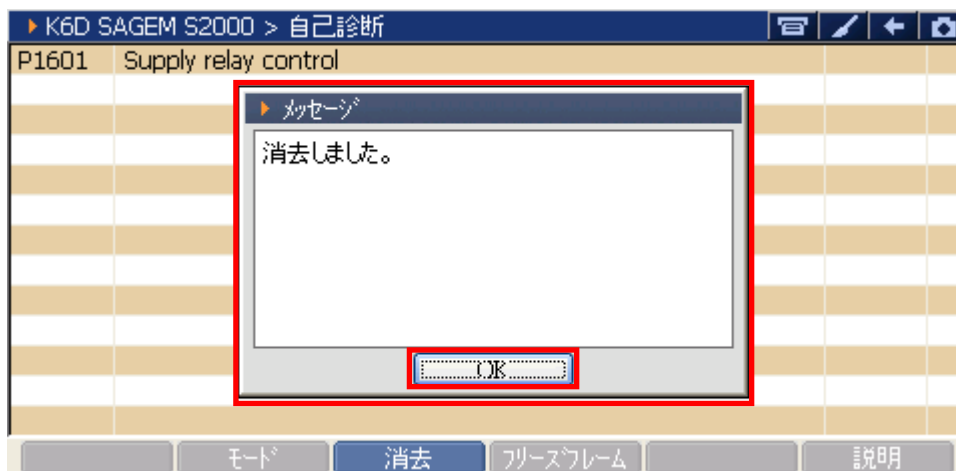 K6D SAGEM S2000 > 自己診断
P1601 Supply relay control
メッセージ
消去しました。
OK
モード 消去 フリーズフレーム 説明